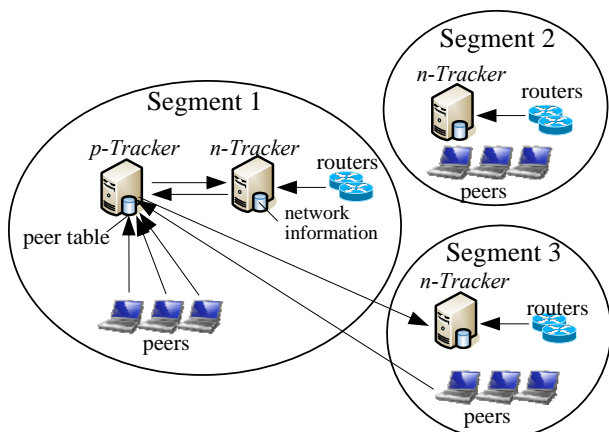 Segment 1
p-Tracker
n-Tracker
routers
network
information
peer table
peers
Segment 2
n-Tracker
routers
peers
Segment 3
n-Tracker
routers
peers